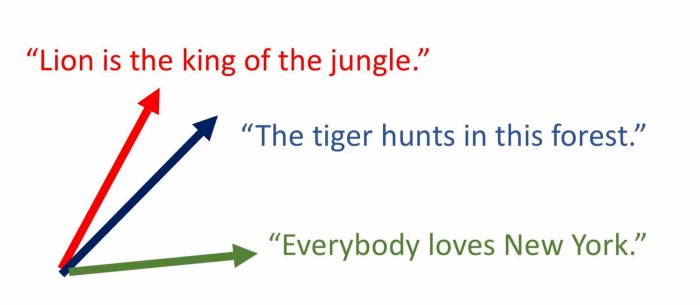 “Lion is the king of the jungle.”
“The tiger hunts in this forest.”
“Everybody loves New York.”